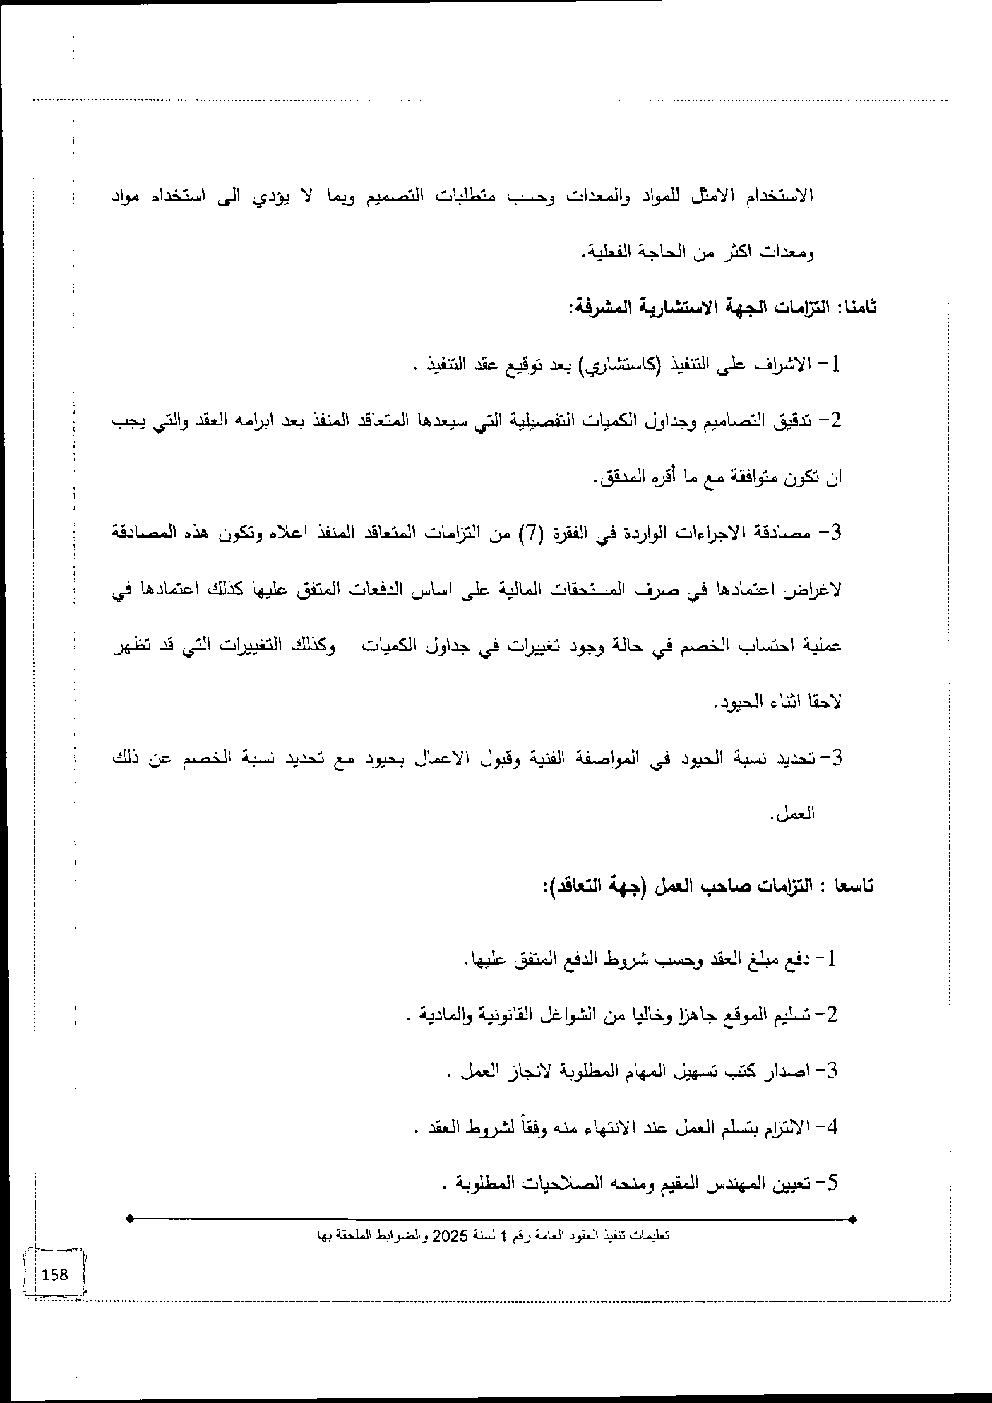 الاستخدام الامثل للمواد والمعدات وحسب متطلبات التصميم وبما لا يؤدي الى استخدام مواد
ومعدات اكثر من الحاجة الفعلية.
ثامنا: التزامات الجهة الاستشارية المشرفة:
1- الاشراف على التنفيذ (كاستشاري) بعد توقيع عقد التنفيذ .
2- تدقيق التصاميم وجداول الكميات التفصيلية التي سيعدها المتعاقد المنفذ بعد ابرامه العقد والتي يجب
ان تكون متوافقة مع ما أقره المدقق.
3- مصادقة الاجراءات الواردة في الفقرة (7) من التزامات المتعاقد المنفذ اعلاه وتكون هذه المصادقة
لاغراض اعتمادها في صرف المستحقات المالية على اساس الدفعات المتفق عليها كذلك اعتمادها في
عملية احتساب الخصم في حالة وجود تغييرات في جداول الكميات وكذلك التغييرات التي قد تظهر
لاحقا اثناء الحيود.
3- تحديد نسبة الحيود في المواصفة الفنية وقبول الاعمال بحيود مع تحديد نسبة الخصم عن ذلك
العمل.
تاسعا : التزامات صاحب العمل (جهة التعاقد):
1- دفع مبلغ العقد وحسب شروط الدفع المتفق عليها.
2- تسليم الموقع جاهزا وخاليا من الشواغل القانونية والمادية .
3- اصدار كتب تسهيل المهام المطلوبة لانجاز العمل .
4- الالتزام بتسلم العمل عند الانتهاء منه وفقاً لشروط العقد .
5- تعيين المهندس المقيم ومنحه الصلاحيات المطلوبة .
تعليمات تنفيذ العقود العامة رقم 1 لسنة 2025 والضوابط الملحقة بها
158